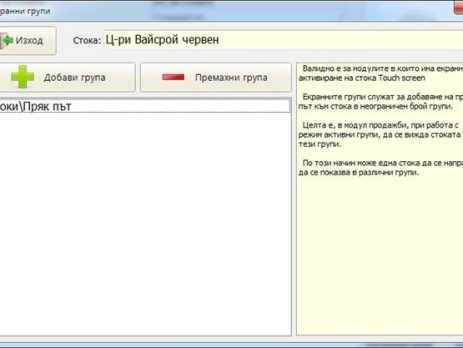 ранни групи
Изход
Стока: Ц-ри Вайсрой червен
Добави група
Премахни група
оки\Пряк път
Валидно е за модулите в които има екранн
активиране на стока Touch screen
Екранните групи служат за добавяне на пр
път към стока в неограничен брой групи.
Целта е, в модул продажби, при работа с
режим активни групи, да се вижда стоката
тези групи.
По този начин може една стока да се напра
да се показва в различни групи.